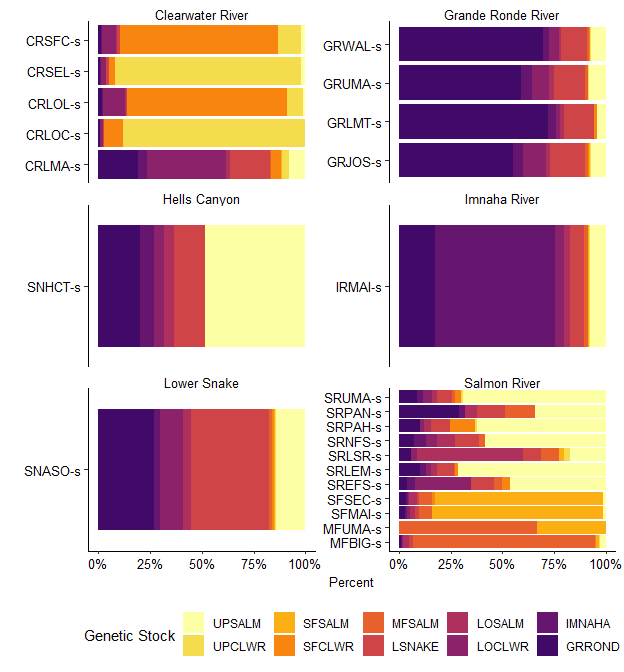 Clearwater River
CRSFC-s
CRSEL-s
CRLOL-s
CRLOC-s
CRLMA-s
Grande Ronde River
GRWAL-s
GRUMA-s
GRLMT-s
GRJOS-s
Hells Canyon
SNHCT-s
Imnaha River
IRMAI-s
Lower Snake
SNASO-s
0% 25% 50% 75% 100%
Salmon River
SRUMA-s
SRPAN-s
SRPAH-s
SRNFS-s
SRLSR-s
SRLEM-s
SREFS-s
SFSEC-s
SFMAI-s
MFUMA-s
MFBIG-s
0% 25% 50% 75% 100%
Percent
Genetic Stock
UPSALM SFSALM MFSALM LOSALM IMNAHA
UPCLWR SFCLWR LSNAKE LOCLWR GRROND